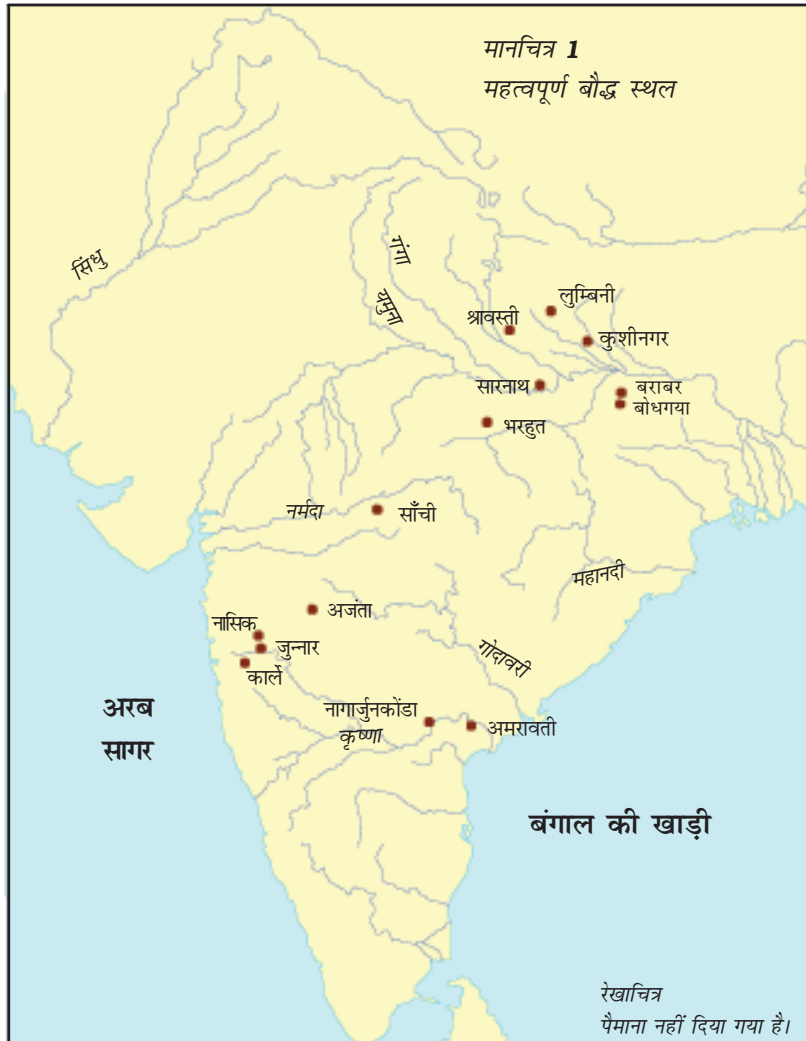 मानचित्र 1
महत्वपूर्ण बौद्ध स्थल
सिंधु
गंगा
यमुना
लुम्बिनी
श्रावस्ती
कुशीनगर
सारनाथ
बराबर
बोधगया
भरहुत
नर्मदा
साँची
महानदी
अजंता
नासिक
जुन्नार
कार्ले
गोदावरी
अरब
सागर
नागार्जुनकोंडा
कृष्णा
अमरावती
बंगाल की खाड़ी
रेखाचित्र
पैमाना नहीं दिया गया है।